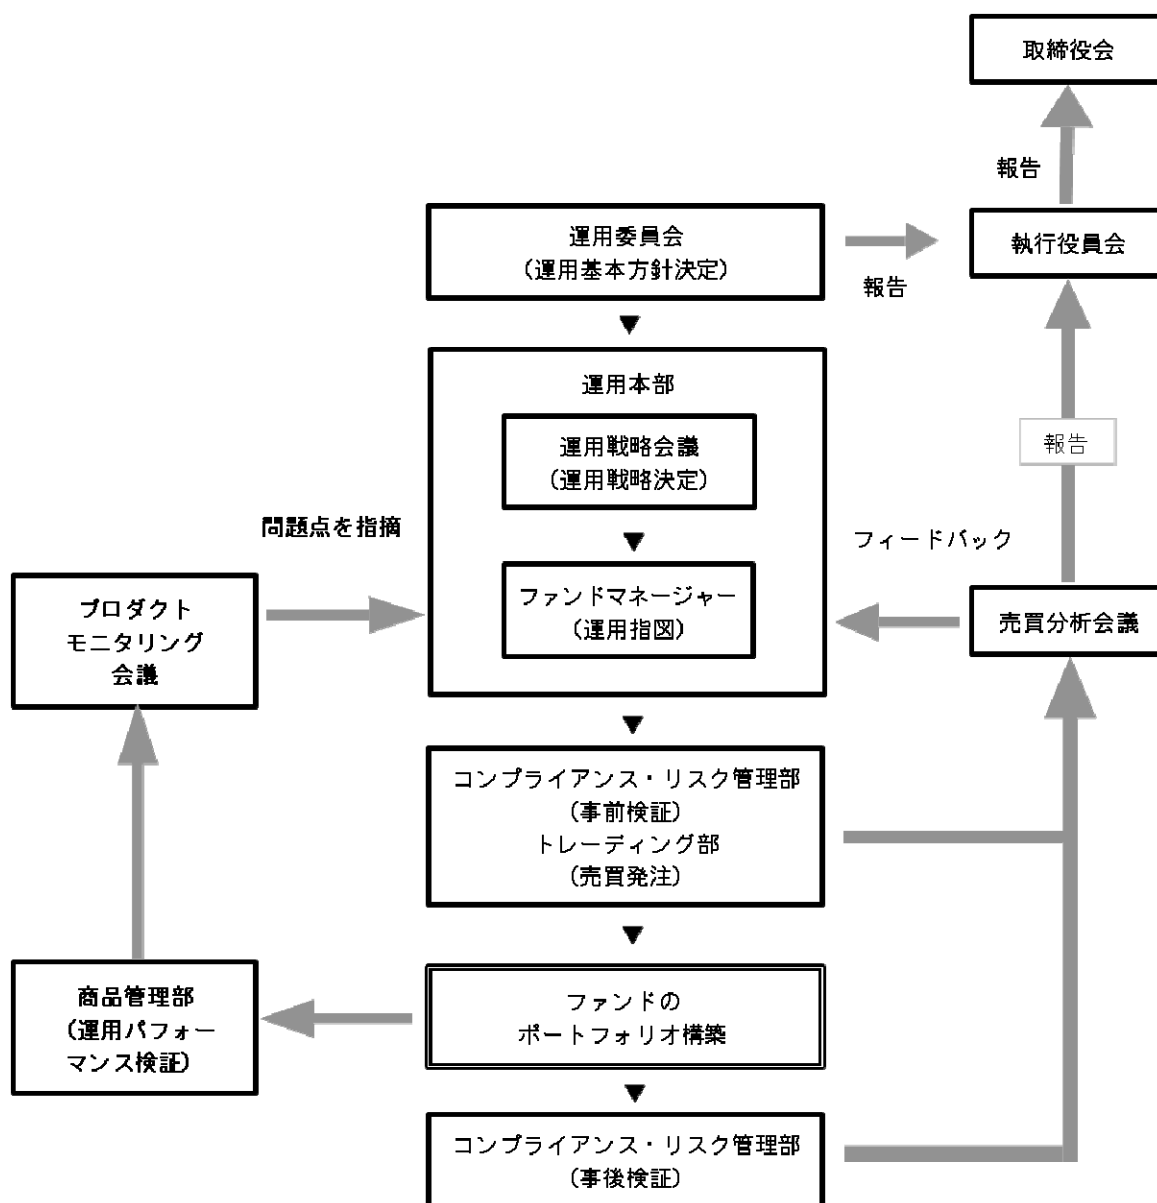 取締役会
報告
運用委員会
（運用基本方針決定）
報告
執行役員会
運用本部
運用戦略会議
（運用戦略決定）
報告
問題点を指摘
フィードバック
プロダクト
モニタリング
会議
ファンドマネージャー
（運用指図）
売買分析会議
コンプライアンス・リスク管理部
（事前検証）
トレーディング部
（売買発注）
商品管理部
（運用パフォー
マンス検証）
ファンドの
ポートフォリオ構築
コンプライアンス・リスク管理部
（事後検証）